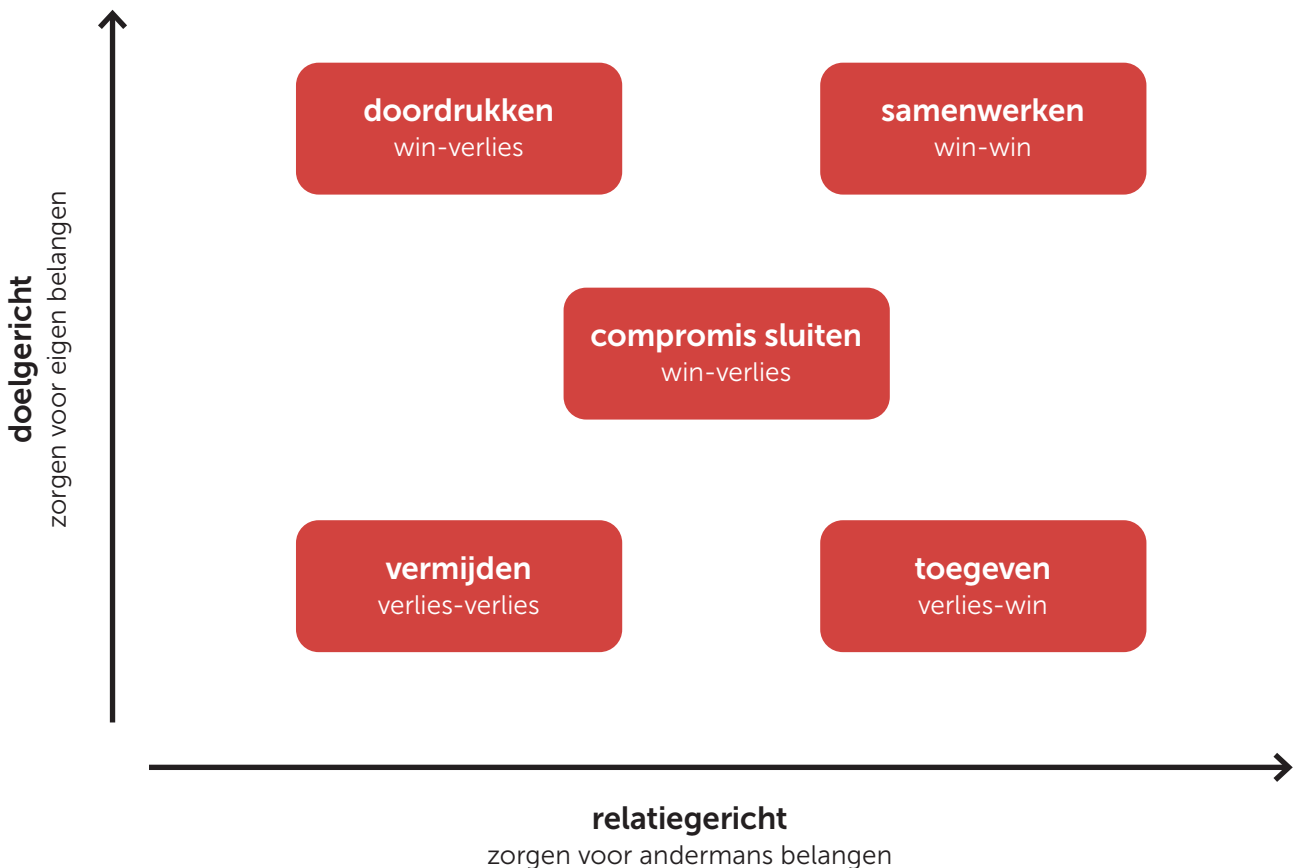 doordrukken
win-verlies
samenwerken
win-win
doelgericht
zorgen voor eigen belangen
compromis sluiten
win-verlies
vermijden
verlies-verlies
toegeven
verlies-win
relatiegericht
zorgen voor andermans belangen